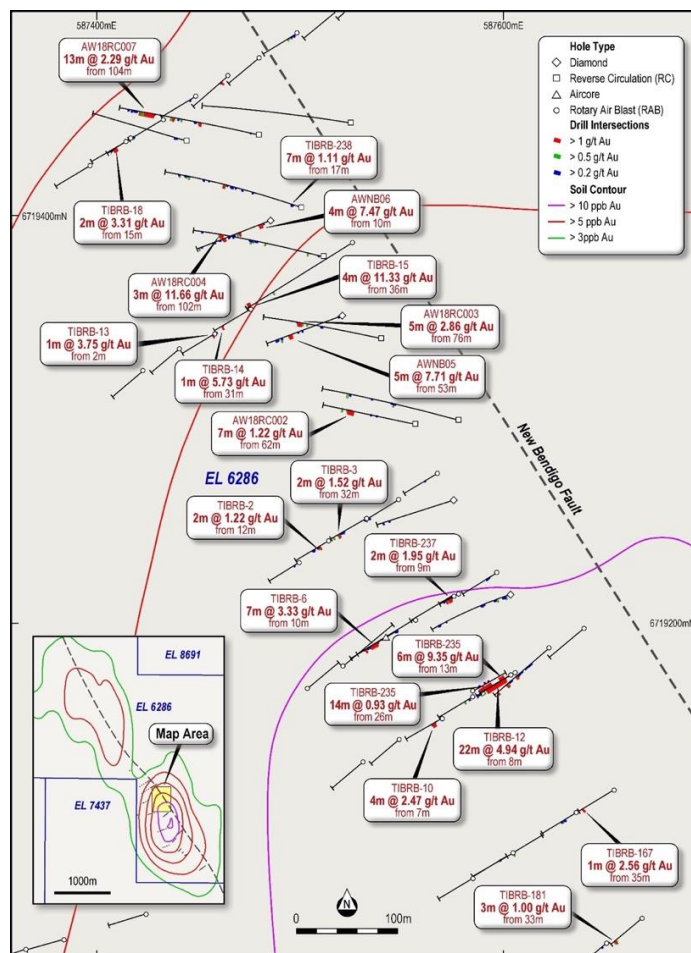 587400mE
587600mE
AW18RC007
13m @ 2.29 g/t Au
from 104m
Hole Type
Diamond
Reverse Circulation (RC)
Aircore
Rotary Air Blast (RAB)
Drill Intersections
> 1 g/t Au
> 0.5 g/t Au
> 0.2 g/t Au
Soil Contour
> 10 ppb Au
> 5 ppb Au
> 3ppb Au
TIBRB-238
7m @ 1.11 g/t Au
from 17m
TIBRB-18
2m @ 3.31 g/t Au
from 15m
AWNB06
4m @ 7.47 g/t Au
from 10m
6719400mN
TIBRB-15
4m @ 11.33 g/t Au
from 36m
AW18RC004
3m @ 11.66 g/t Au
from 102m
AW18RC003
5m @ 2.86 g/t Au
from 76m
TIBRB-13
1m @ 3.75 g/t Au
from 2m
TIBRB-14
1m @ 5.73 g/t Au
from 31m
AWNB05
5m @ 7.71 g/t Au
from 53m
AW18RC002
7m @ 1.22 g/t Au
from 62m
New Bendigo Fault
EL 6286
TIBRB-3
2m @ 1.52 g/t Au
from 32m
TIBRB-2
2m @ 1.22 g/t Au
from 12m
TIBRB-237
2m @ 1.95 g/t Au
from 9m
TIBRB-6
7m @ 3.33 g/t Au
from 10m
6719200mN
TIBRB-235
6m @ 9.35 g/t Au
from 13m
TIBRB-235
14m @ 0.93 g/t Au
from 26m
TIBRB-12
22m @ 4.94 g/t Au
from 8m
TIBRB-10
4m @ 2.47 g/t Au
from 7m
EL 8691
EL 6286
Map Area
EL 7437
1000m
TIBRB-167
1m @ 2.56 g/t Au
from 35m
TIBRB-181
3m @ 1.00 g/t Au
from 33m
N
0
100m